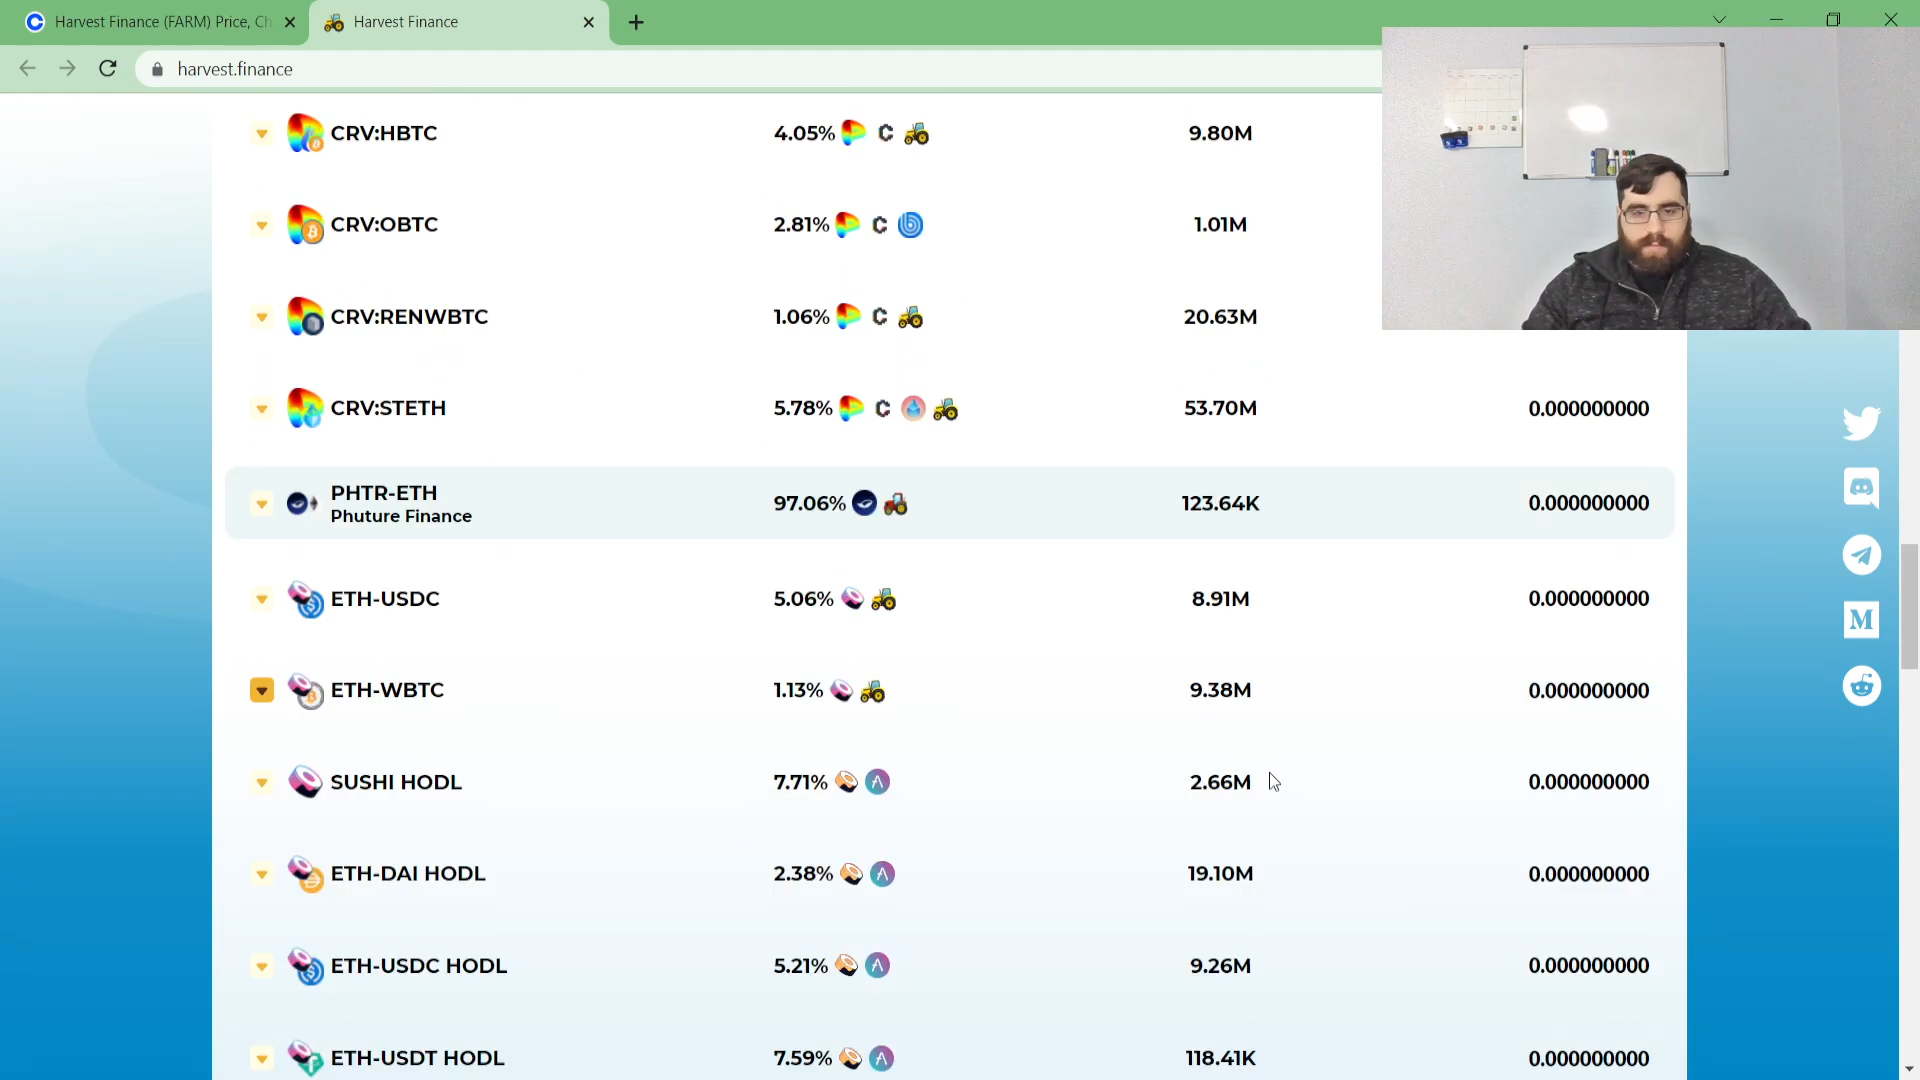 Harvest Finance (FARM) Price, Ch
Harvest Finance
harvest.finance
CRV:HBTC 4.05% 9.80M
CRV:OBTC 2.81% 1.01M
CRV:RENWBTC 1.06% 20.63M
CRV:STETH 5.78% 53.70M 0.000000000
PHTR-ETH
Phuture Finance
97.06% 123.64K 0.000000000
ETH-USDC 5.06% 8.91M 0.000000000
ETH-WBTC 1.13% 9.38M 0.000000000
SUSHI HODL 7.71% 2.66M 0.000000000
ETH-DAI HODL 2.38% 19.10M 0.000000000
ETH-USDC HODL 5.21% 9.26M 0.000000000
ETH-USDT HODL 7.59% 118.41K 0.000000000